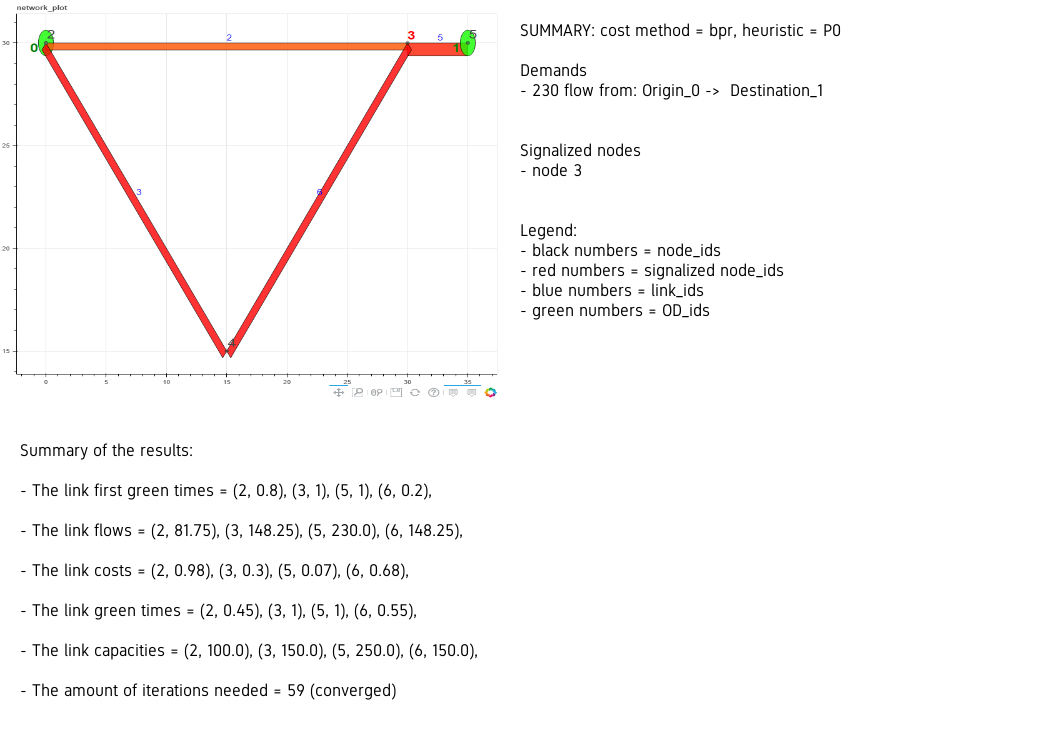 network_plot
30
25
20
15
0
5
10
15
20
25
30
35
2
0
2
3
5
5
1
3
6
4
SUMMARY: cost method = bpr, heuristic = P0
Demands
- 230 flow from: Origin_0 -> Destination_1
Signalized nodes
- node 3
Legend:
- black numbers = node_ids
- red numbers = signalized node_ids
- blue numbers = link_ids
- green numbers = OD_ids
Summary of the results:
- The link first green times = (2, 0.8), (3, 1), (5, 1), (6, 0.2),
- The link flows = (2, 81.75), (3, 148.25), (5, 230.0), (6, 148.25),
- The link costs = (2, 0.98), (3, 0.3), (5, 0.07), (6, 0.68),
- The link green times = (2, 0.45), (3, 1), (5, 1), (6, 0.55),
- The link capacities = (2, 100.0), (3, 150.0), (5, 250.0), (6, 150.0),
- The amount of iterations needed = 59 (converged)